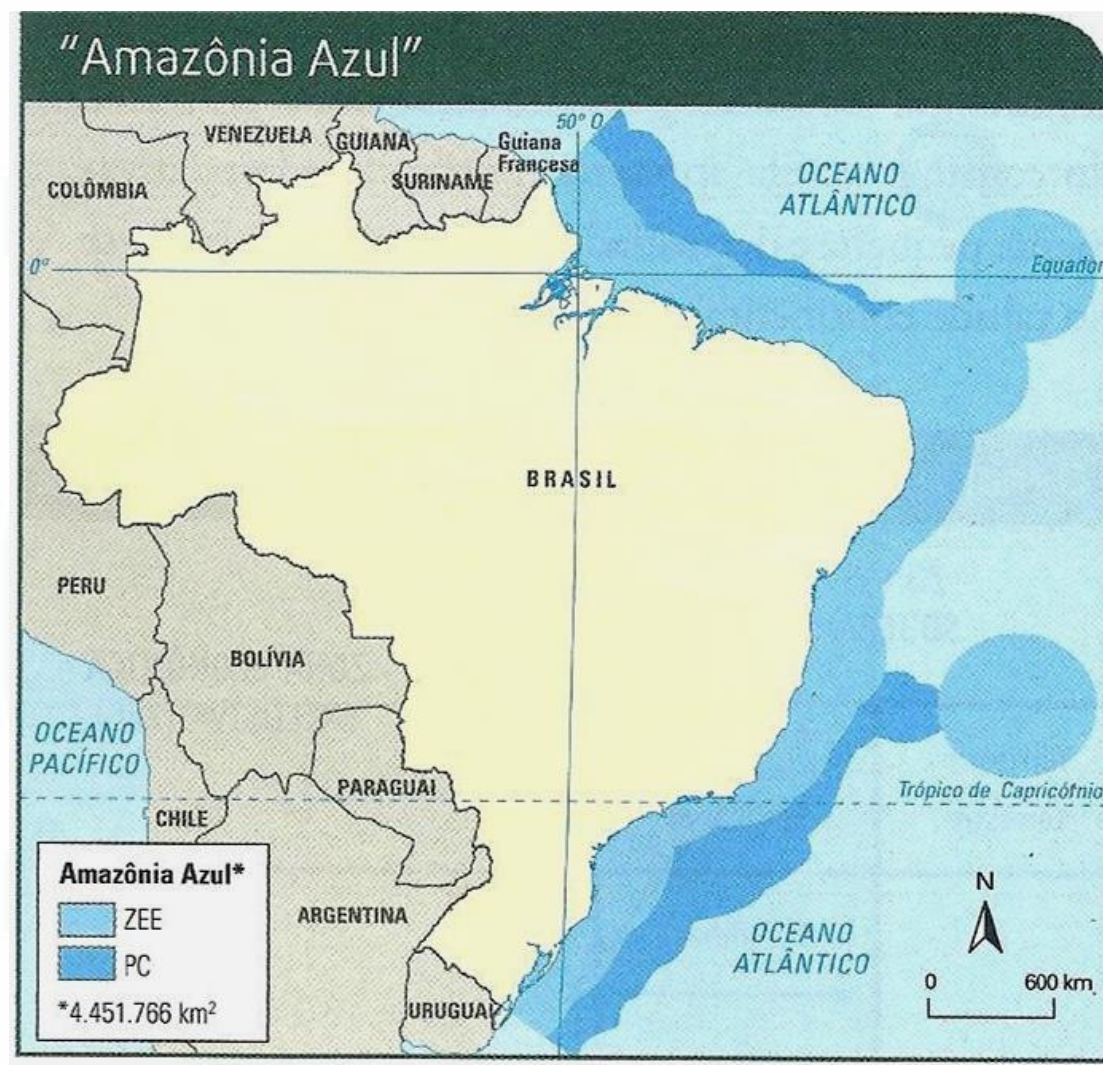 “Amazônia Azul”
50° O
VENEZUELA
GUIANA
Guiana
Francesa
SURINAME
COLÔMBIA
OCEANO
ATLÂNTICO
0°
Equador
BRASIL
PERU
BOLÍVIA
OCEANO
PACÍFICO
PARAGUAI
Trópico de Capricórnio
CHILE
Amazônia Azul*
ZEE
PC
*4.451.766 km²
ARGENTINA
URUGUAI
OCEANO
ATLÂNTICO
N
0 600 km